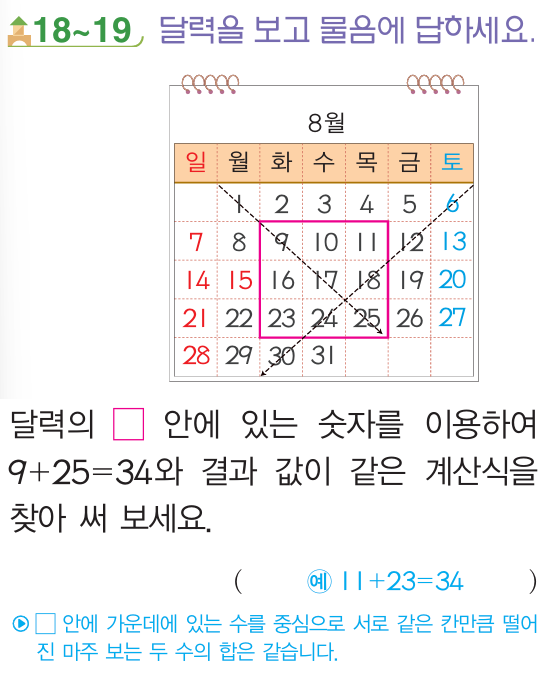 18~19 달력을 보고 물음에 답하세요.
8월
일 월 화 수 목 금 토
1 2 3 4 5 6
7 8 9 10 11 12 13
14 15 16 17 18 19 20
21 22 23 24 25 26 27
28 29 30 31
달력의 □ 안에 있는 숫자를 이용하여
9+25=34와 결과 값이 같은 계산식을
찾아 써 보세요.
( 예 11+23=34 )
□ 안에 가운데에 있는 수를 중심으로 서로 같은 칸만큼 떨어
진 마주 보는 두 수의 합은 같습니다.